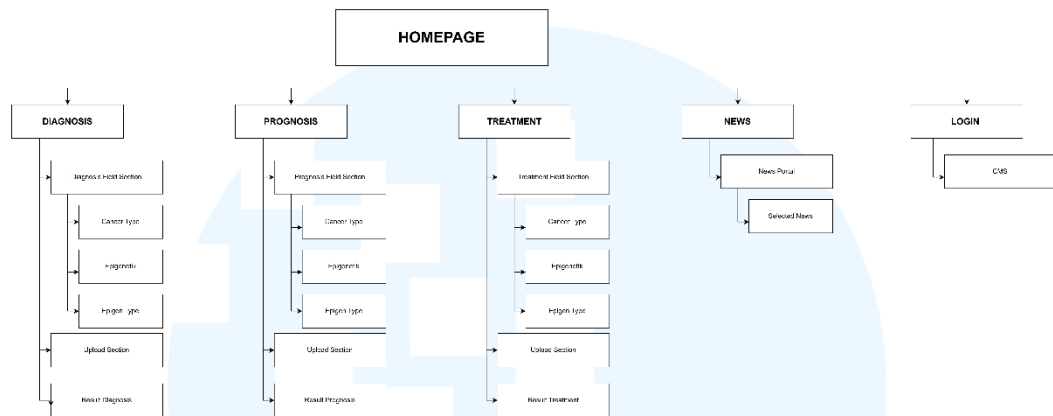 HOMEPAGE
DIAGNOSIS
PROGNOSIS
TREATMENT
NEWS
LOGIN
Diagnosis Field Section
Prognosis Field Section
Treatment Field Section
News Portal
CMS
Cancer Type
Cancer Type
Cancer Type
Selected News
Epigenetik
Epigenetik
Epigenetik
Epigen Type
Epigen Type
Epigen Type
Upload Section
Upload Section
Upload Section
Result Diagnosis
Result Prognosis
Result Treatment